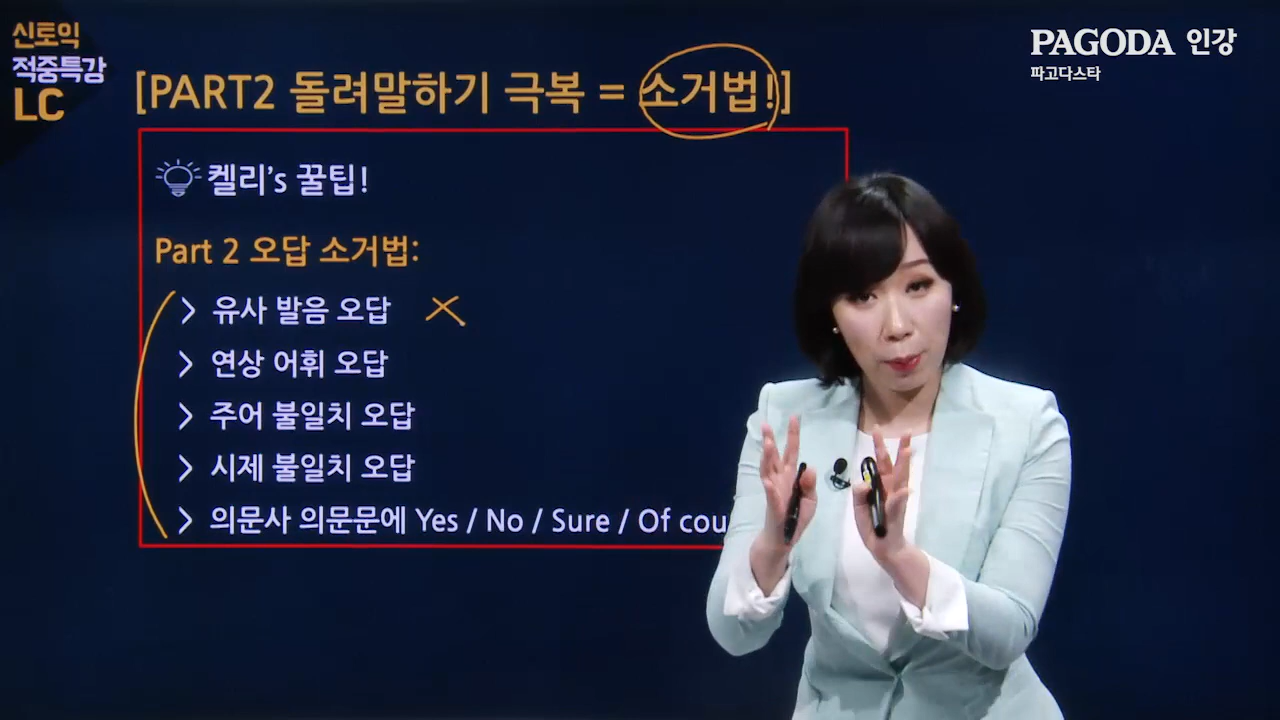 신토익
적중특강
LC
PAGODA 인강
파고다스타
[PART2 돌려말하기 극복 = 소거법!]
켈리's 꿀팁!
Part 2 오답 소거법:
> 유사 발음 오답
> 연상 어휘 오답
> 주어 불일치 오답
> 시제 불일치 오답
> 의문사 의문문에 Yes / No / Sure / Of cou